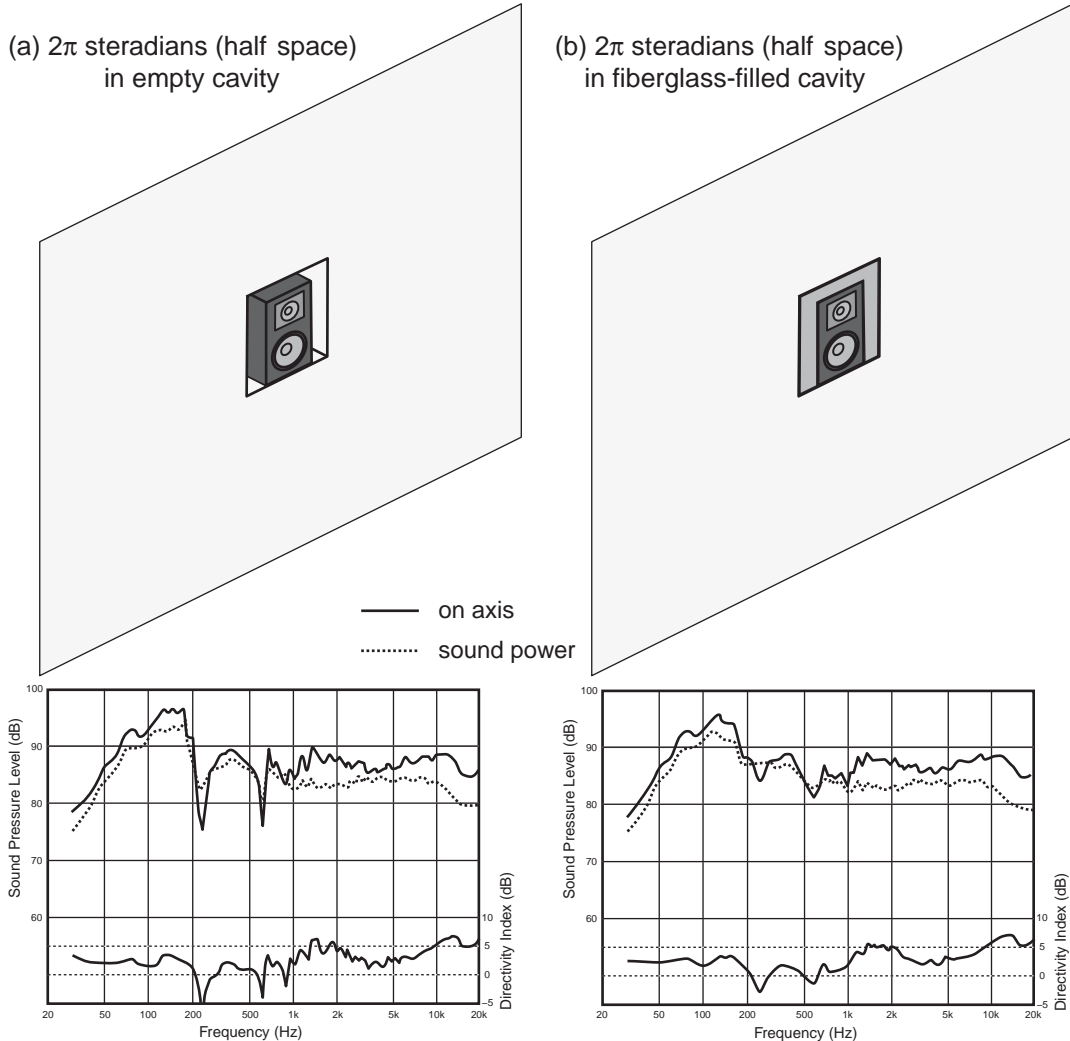 (a) 2π steradians (half space)
in empty cavity
(b) 2π steradians (half space)
in fiberglass-filled cavity
on axis
sound power
Sound Pressure Level (dB)
100
90
80
70
60
10
5
0
−5
Directivity Index (dB)
20
50
100
200
500
1k
2k
5k
10k
20k
Frequency (Hz)
Sound Pressure Level (dB)
100
90
80
70
60
10
5
0
−5
Directivity Index (dB)
20
50
100
200
500
1k
2k
5k
10k
20k
Frequency (Hz)